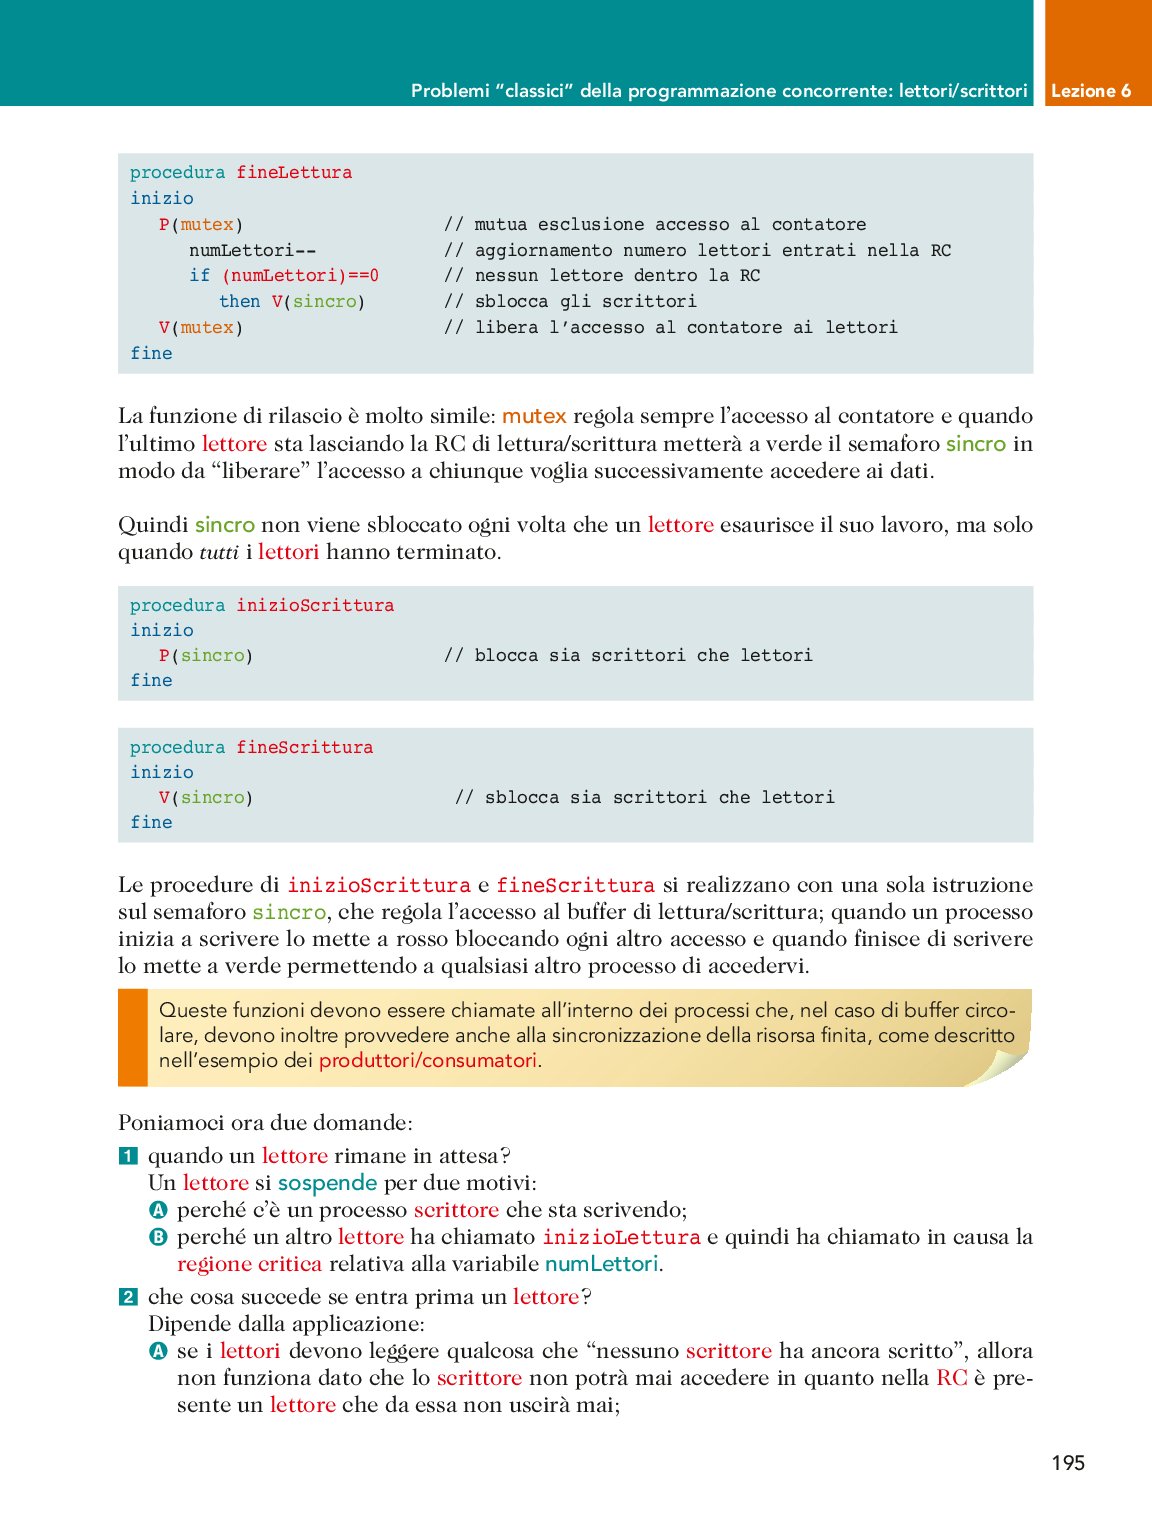 Problemi “classici” della programmazione concorrente: lettori/scrittori
Lezione 6
procedura fineLettura
inizio
P(mutex) // mutua esclusione accesso al contatore
numLettori-- // aggiornamento numero lettori entrati nella RC
if (numLettori)==0 // nessun lettore dentro la RC
then V(sincro) // sblocca gli scrittori
V(mutex) // libera l’accesso al contatore ai lettori
fine
La funzione di rilascio è molto simile: mutex regola sempre l’accesso al contatore e quando
l’ultimo lettore sta lasciando la RC di lettura/scrittura metterà a verde il semaforo sincro in
modo da “liberare” l’accesso a chiunque voglia successivamente accedere ai dati.
Quindi sincro non viene sbloccato ogni volta che un lettore esaurisce il suo lavoro, ma solo
quando tutti i lettori hanno terminato.
procedura inizioScrittura
inizio
P(sincro) // blocca sia scrittori che lettori
fine
procedura fineScrittura
inizio
V(sincro) // sblocca sia scrittori che lettori
fine
Le procedure di inizioScrittura e fineScrittura si realizzano con una sola istruzione
sul semaforo sincro, che regola l’accesso al buffer di lettura/scrittura; quando un processo
inizia a scrivere lo mette a rosso bloccando ogni altro accesso e quando finisce di scrivere
lo mette a verde permettendo a qualsiasi altro processo di accedervi.
Queste funzioni devono essere chiamate all’interno dei processi che, nel caso di buffer circo-
lare, devono inoltre provvedere anche alla sincronizzazione della risorsa finita, come descritto
nell’esempio dei produttori/consumatori.
Poniamoci ora due domande:
1 quando un lettore rimane in attesa?
Un lettore si sospende per due motivi:
A perché c’è un processo scrittore che sta scrivendo;
B perché un altro lettore ha chiamato inizioLettura e quindi ha chiamato in causa la
regione critica relativa alla variabile numLettori.
2 che cosa succede se entra prima un lettore?
Dipende dalla applicazione:
A se i lettori devono leggere qualcosa che “nessuno scrittore ha ancora scritto”, allora
non funziona dato che lo scrittore non potrà mai accedere in quanto nella RC è pre-
sente un lettore che da essa non uscirà mai;
195